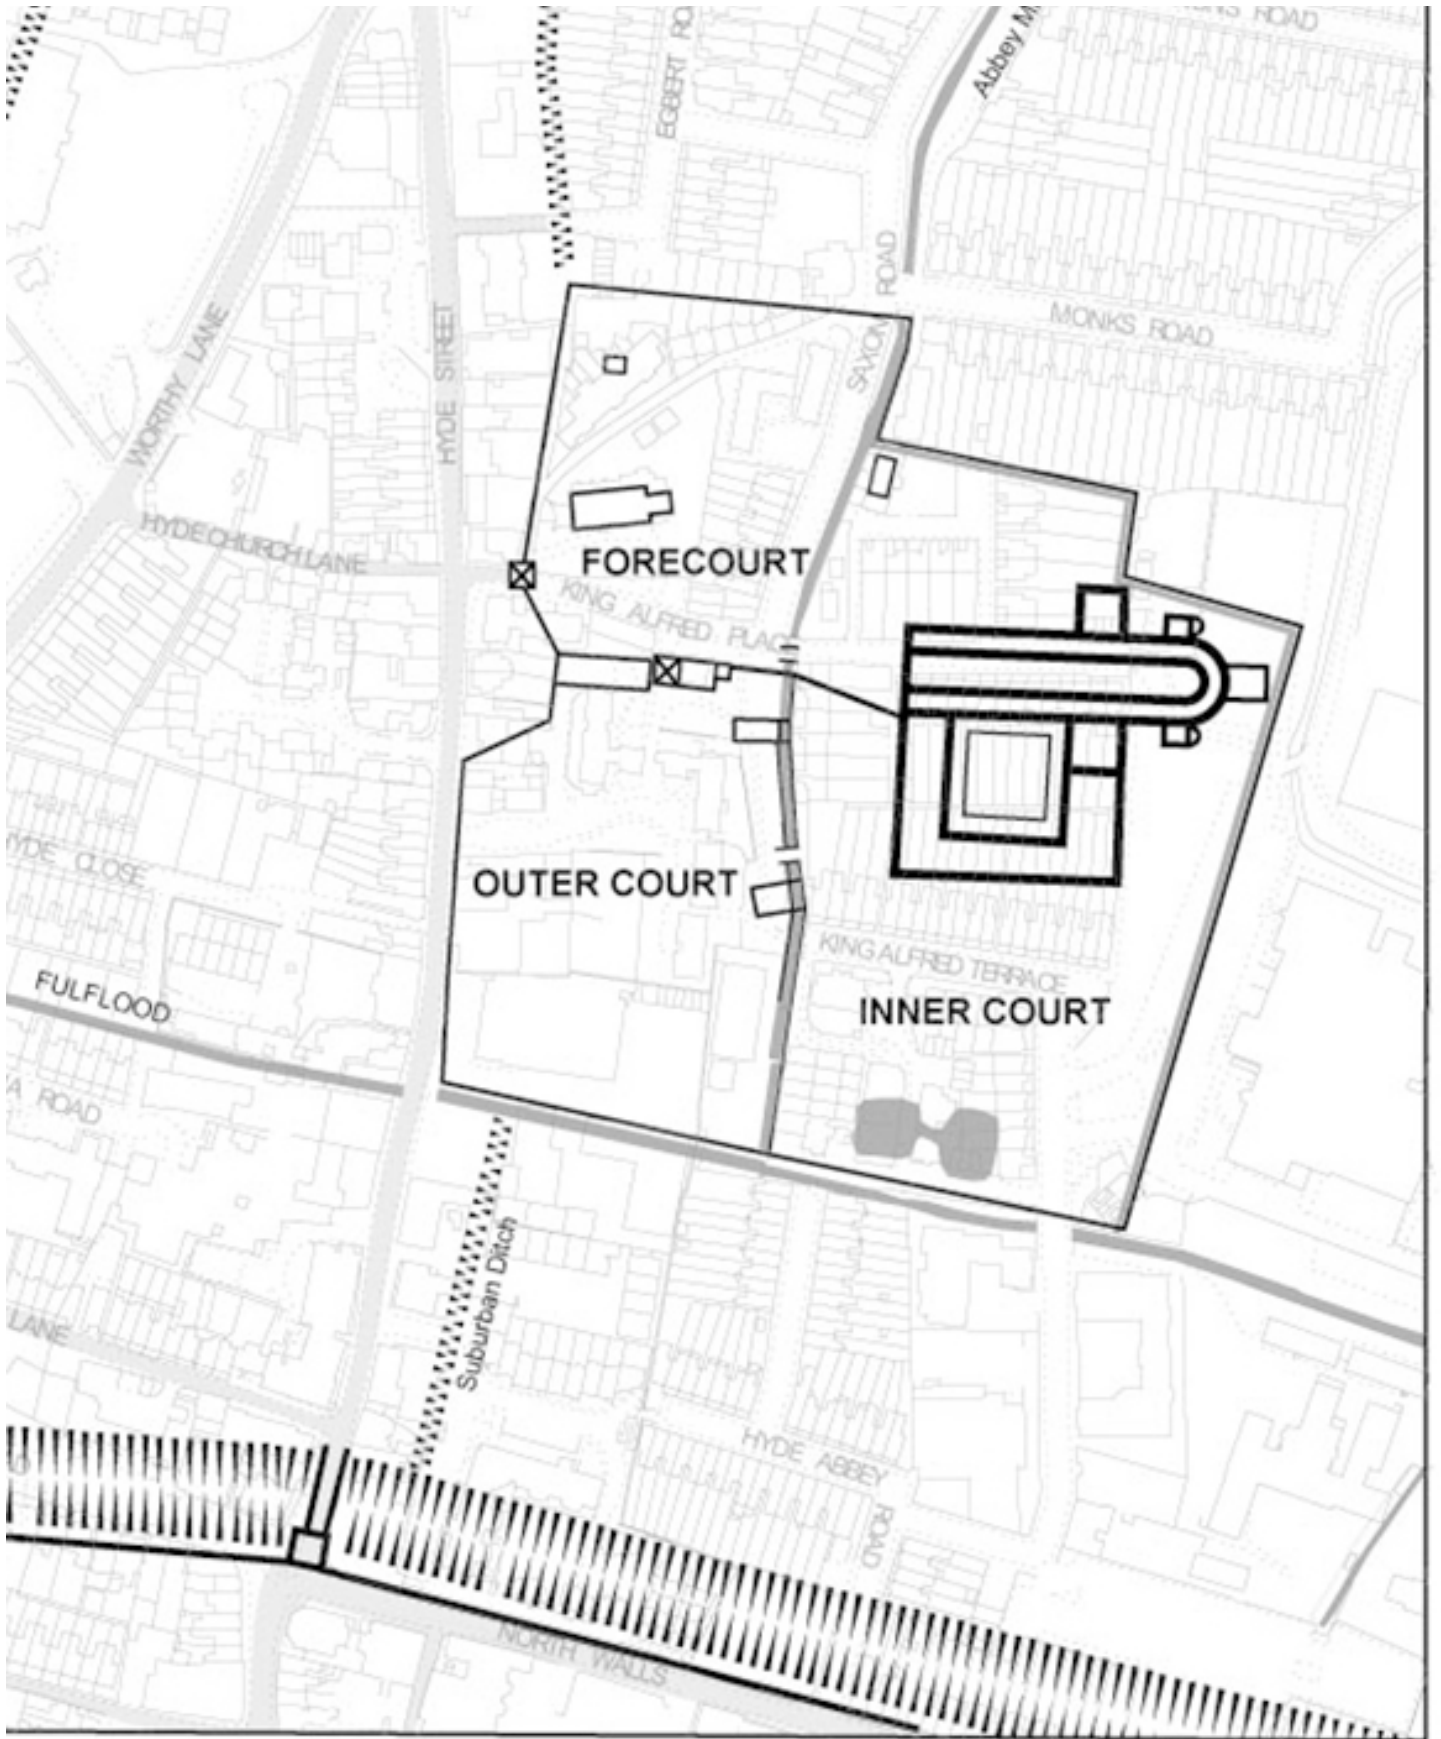 ROAD
Abbey M
EGBERT RO
SAXON ROAD
MONKS ROAD
WORTHY LANE
HYDE STREET
HYDE CHURCH LANE
FORECOURT
KING ALFRED PLACE
OUTER COURT
HYDE CLOSE
KING ALFRED TERRACE
FULFLOOD
INNER COURT
A ROAD
Suburban Ditch
LANE
HYDE ABBEY
ROAD
NORTH WALLS